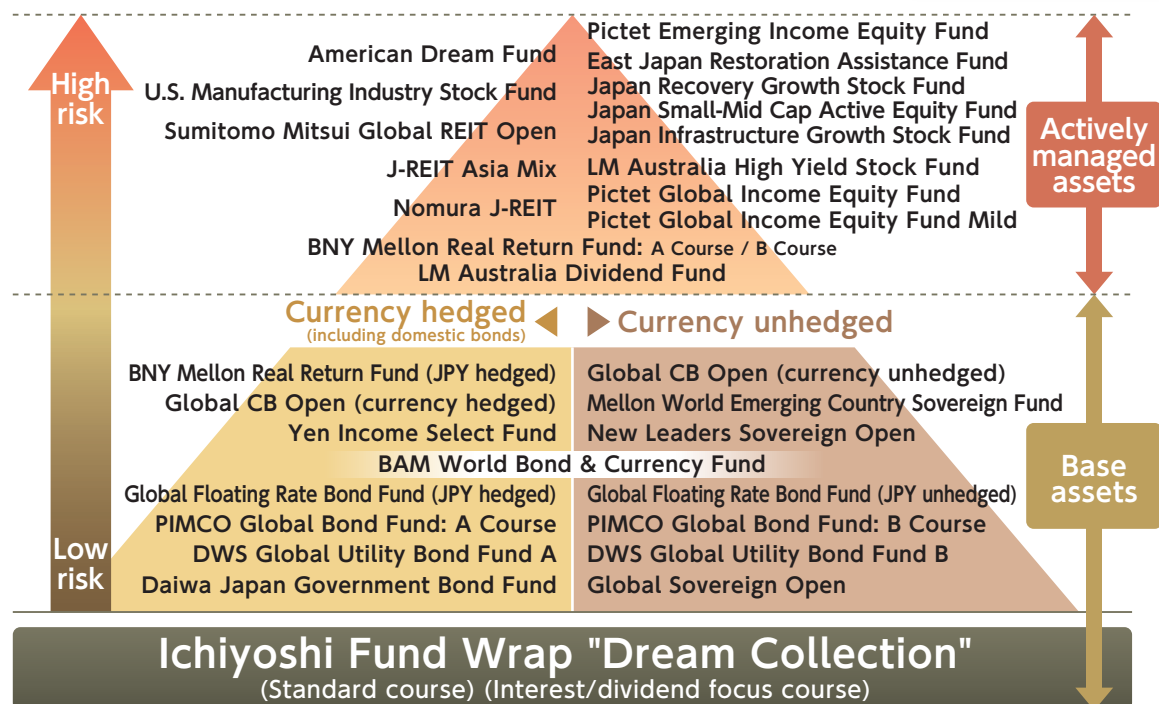 High
risk
American Dream Fund
U.S. Manufacturing Industry Stock Fund
Sumitomo Mitsui Global REIT Open
J-REIT Asia Mix
Nomura J-REIT
Pictet Emerging Income Equity Fund
East Japan Restoration Assistance Fund
Japan Recovery Growth Stock Fund
Japan Small-Mid Cap Active Equity Fund
Japan Infrastructure Growth Stock Fund
LM Australia High Yield Stock Fund
Pictet Global Income Equity Fund
Pictet Global Income Equity Fund Mild
BNY Mellon Real Return Fund: A Course / B Course
LM Australia Dividend Fund
Actively
managed
assets
Currency hedged
(including domestic bonds)
Currency unhedged
BNY Mellon Real Return Fund (JPY hedged)
Global CB Open (currency hedged)
Yen Income Select Fund
Global CB Open (currency unhedged)
Mellon World Emerging Country Sovereign Fund
New Leaders Sovereign Open
BAM World Bond & Currency Fund
Global Floating Rate Bond Fund (JPY hedged)
PIMCO Global Bond Fund: A Course
DWS Global Utility Bond Fund A
Daiwa Japan Government Bond Fund
Global Floating Rate Bond Fund (JPY unhedged)
PIMCO Global Bond Fund: B Course
DWS Global Utility Bond Fund B
Global Sovereign Open
Base
assets
Low
risk
Ichiyoshi Fund Wrap "Dream Collection"
(Standard course) (Interest/dividend focus course)